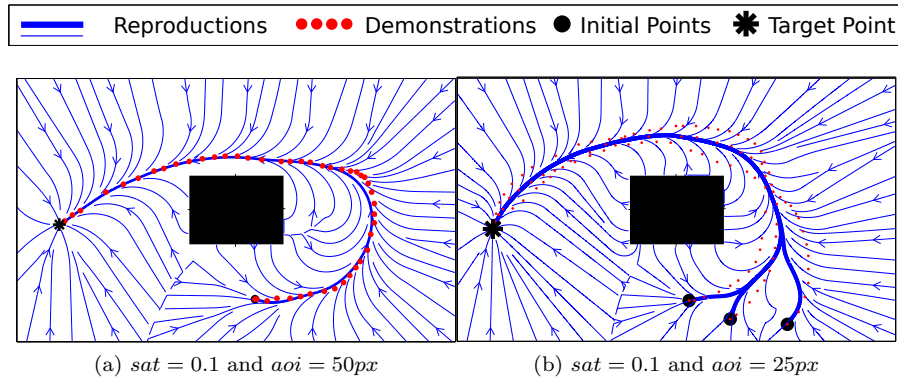 Reproductions Demonstrations Initial Points Target Point
(a) sat = 0.1 and aoi = 50px
(b) sat = 0.1 and aoi = 25px